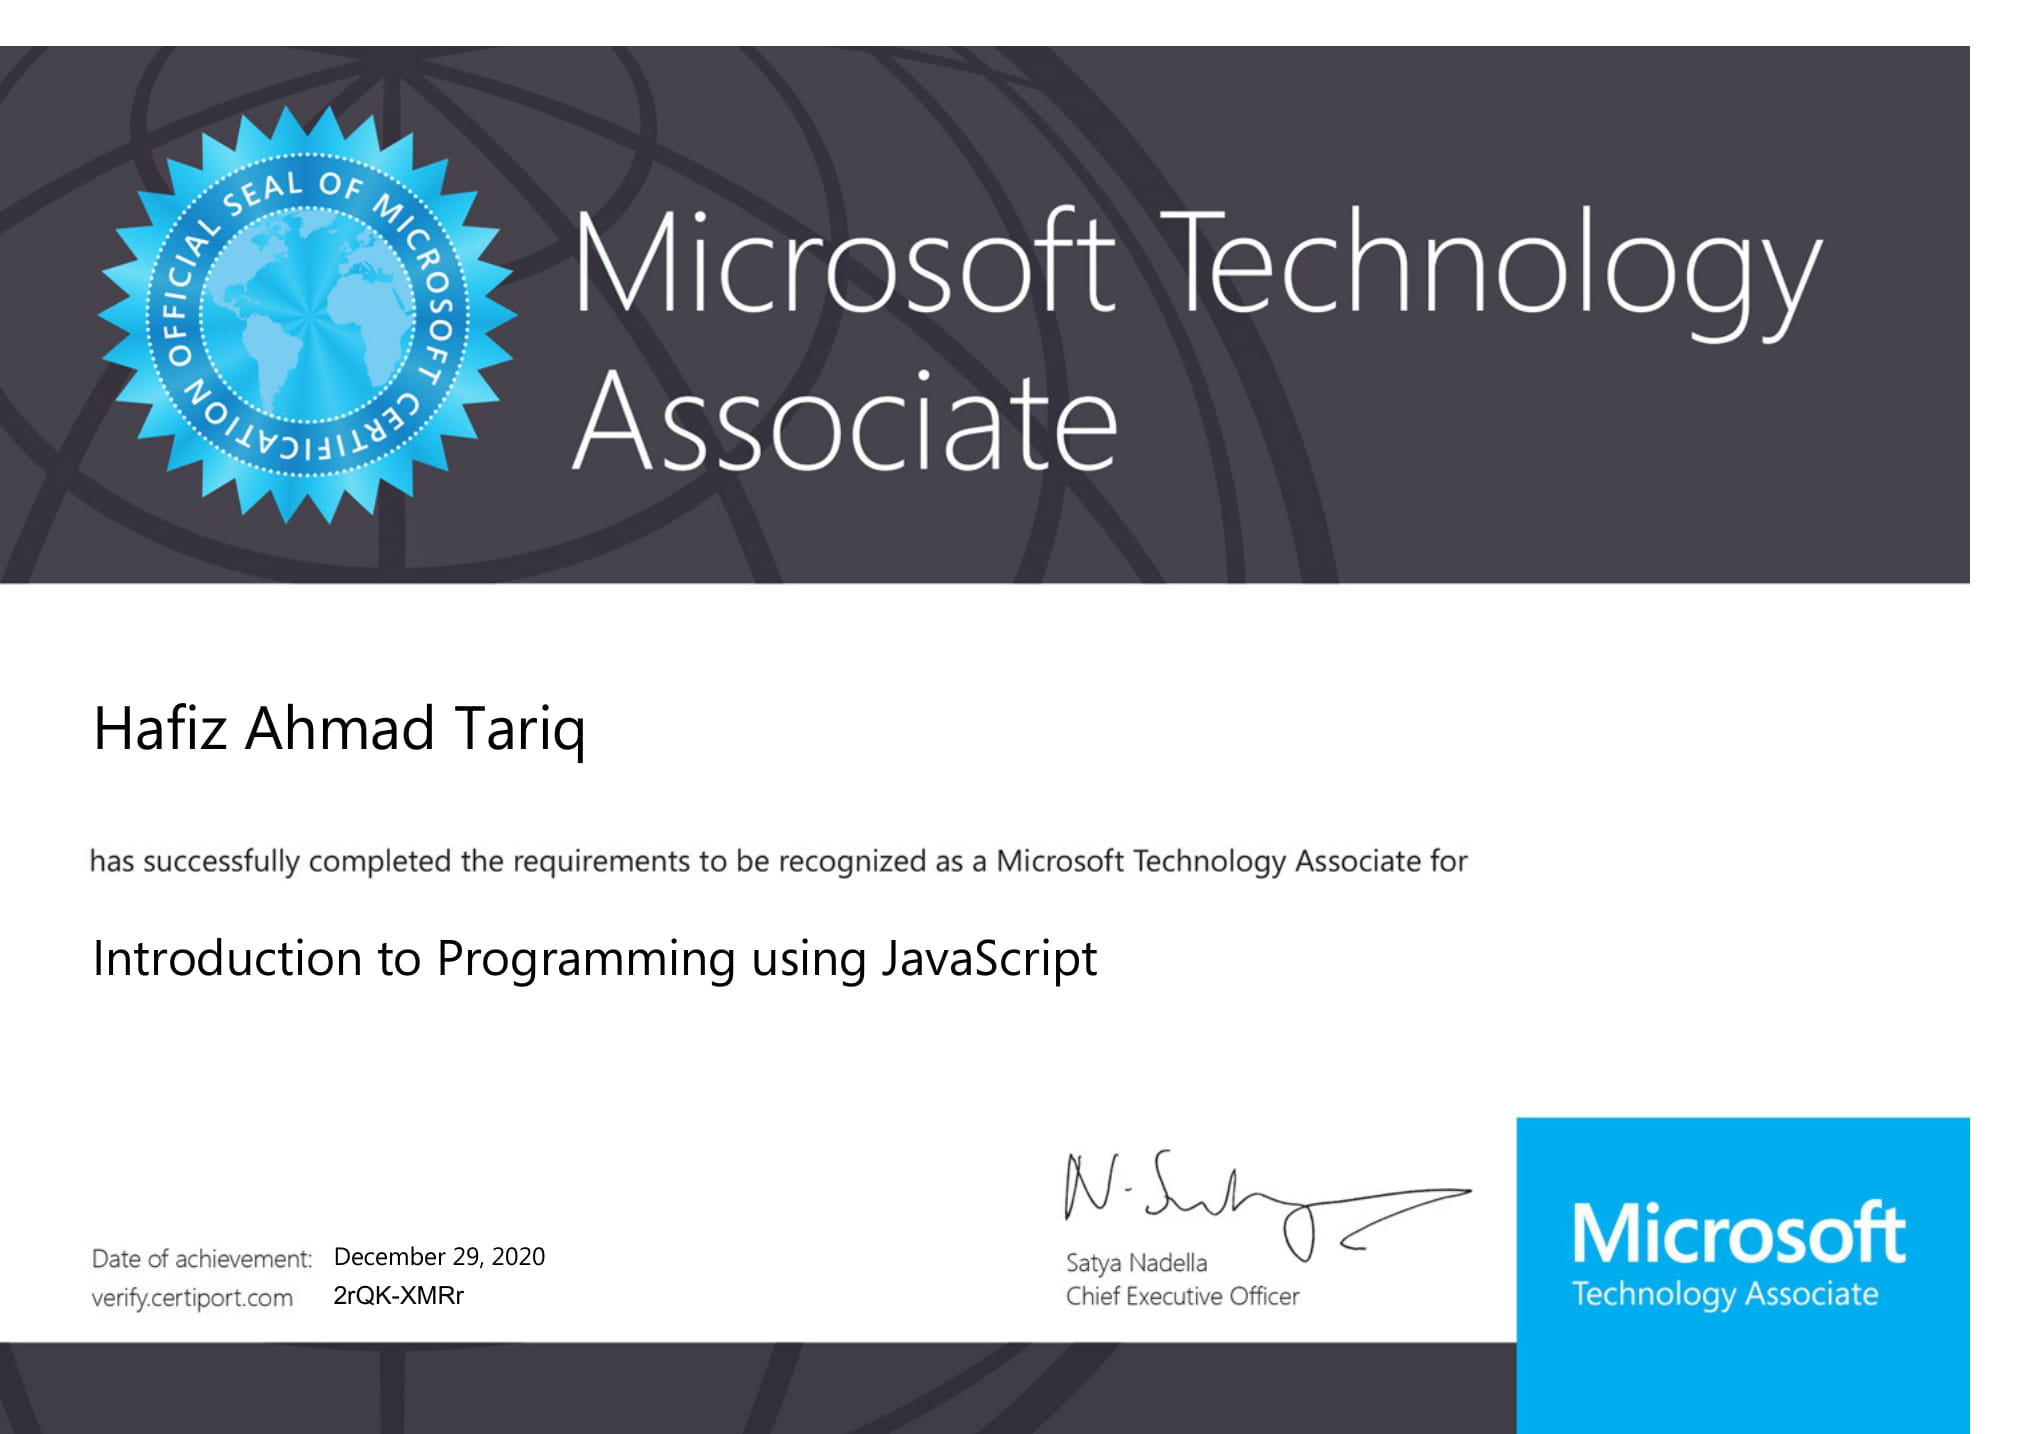 OFFICIAL SEAL OF MICROSOFT CERTIFICATION
Microsoft Technology
Associate
Hafiz Ahmad Tariq
has successfully completed the requirements to be recognized as a Microsoft Technology Associate for
Introduction to Programming using JavaScript
N. Satya
Satya Nadella
Chief Executive Officer
Date of achievement: December 29, 2020
verify.certiport.com 2rQK-XMRr
Microsoft
Technology Associate